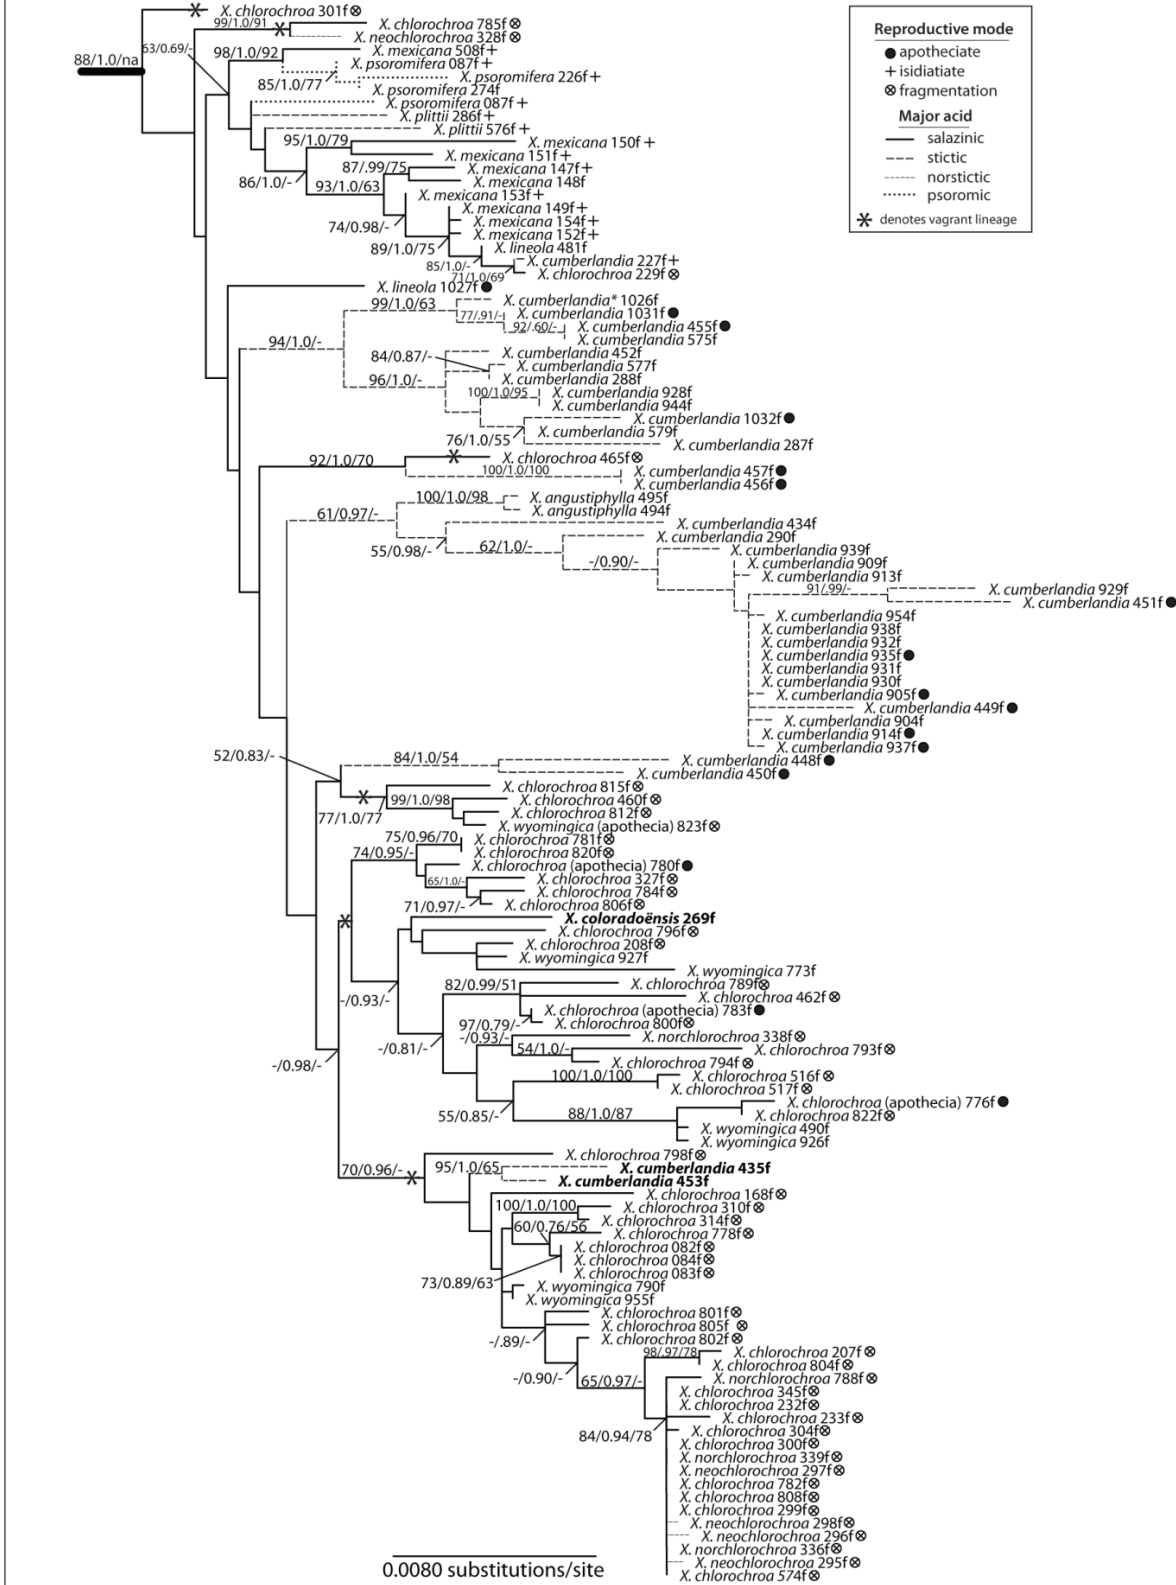 X. chlorochroa 301f⊗
99/1.0/91
X. chlorochroa 785f⊗
X. neochlorochroa 328f⊗
63/0.69/-
88/1.0/na
98/1.0/92
X. mexicana 508f+
X. psoromifera 087f+
85/1.0/77
X. psoromifera 226f+
X. psoromifera 274f
X. psoromifera 087f+
X. plittii 286f+
X. plittii 576f+
95/1.0/79
X. mexicana 150f+
X. mexicana 151f+
87/.99/75
X. mexicana 147f+
86/1.0/-
93/1.0/63
X. mexicana 148f
X. mexicana 153f+
X. mexicana 149f+
74/0.98/-
X. mexicana 154f+
X. mexicana 152f+
89/1.0/75
X. lineola 481f
85/1.0/-
X. cumberlandia 227f+
71/1.0/69
X. chlorochroa 229f⊗
X. lineola 1027f●
99/1.0/63
X. cumberlandia* 1026f
77/.91/-
X. cumberlandia 1031f●
92/.60/-
X. cumberlandia 455f●
X. cumberlandia 575f
94/1.0/-
84/0.87/-
X. cumberlandia 452f
X. cumberlandia 577f
96/1.0/-
X. cumberlandia 288f
100/1.0/95
X. cumberlandia 928f
X. cumberlandia 944f
X. cumberlandia 1032f●
76/1.0/55
X. cumberlandia 579f
X. cumberlandia 287f
92/1.0/70
X. chlorochroa 465f⊗
100/1.0/100
X. cumberlandia 457f●
X. cumberlandia 456f●
100/1.0/98
X. angustiphylla 495f
X. angustiphylla 494f
61/0.97/-
X. cumberlandia 434f
55/0.98/-
62/1.0/-
X. cumberlandia 290f
-/0.90/-
X. cumberlandia 939f
X. cumberlandia 909f
X. cumberlandia 913f
91/.99/-
X. cumberlandia 929f
X. cumberlandia 451f●
X. cumberlandia 954f
X. cumberlandia 938f
X. cumberlandia 932f
X. cumberlandia 935f●
X. cumberlandia 931f
X. cumberlandia 930f
X. cumberlandia 905f●
X. cumberlandia 449f●
X. cumberlandia 904f
X. cumberlandia 914f●
X. cumberlandia 937f●
52/0.83/-
84/1.0/54
X. cumberlandia 448f●
X. cumberlandia 450f●
X. chlorochroa 815f⊗
77/1.0/77
99/1.0/98
X. chlorochroa 460f⊗
X. chlorochroa 812f⊗
X. wyomingica (apothecia) 823f⊗
75/0.96/70
X. chlorochroa 781f⊗
74/0.95/-
X. chlorochroa 820f⊗
X. chlorochroa (apothecia) 780f●
65/1.0/-
X. chlorochroa 327f⊗
X. chlorochroa 784f⊗
71/0.97/-
X. chlorochroa 806f⊗
X. coloradoënsis 269f
X. chlorochroa 796f⊗
X. chlorochroa 208f⊗
X. wyomingica 927f
X. wyomingica 773f
-/0.93/-
82/0.99/51
X. chlorochroa 789f⊗
X. chlorochroa 462f⊗
X. chlorochroa (apothecia) 783f●
97/0.79/-
X. chlorochroa 800f⊗
-/0.81/-
-/0.93/-
X. norchlorochroa 338f⊗
54/1.0/-
X. chlorochroa 793f⊗
X. chlorochroa 794f⊗
-/0.98/-
100/1.0/100
X. chlorochroa 516f⊗
X. chlorochroa 517f⊗
55/0.85/-
88/1.0/87
X. chlorochroa (apothecia) 776f●
X. chlorochroa 822f⊗
X. wyomingica 490f
X. wyomingica 926f
X. chlorochroa 798f⊗
70/0.96/-
95/1.0/65
X. cumberlandia 435f
X. cumberlandia 453f
X. chlorochroa 168f⊗
100/1.0/100
X. chlorochroa 310f⊗
X. chlorochroa 314f⊗
60/0.76/56
X. chlorochroa 778f⊗
X. chlorochroa 082f⊗
X. chlorochroa 084f⊗
73/0.89/63
X. chlorochroa 083f⊗
X. wyomingica 790f
X. wyomingica 955f
X. chlorochroa 801f⊗
X. chlorochroa 805f ⊗
-/.89/-
X. chlorochroa 802f⊗
98/.97/78
X. chlorochroa 207f⊗
X. chlorochroa 804f⊗
-/0.90/-
65/0.97/-
X. norchlorochroa 788f⊗
X. chlorochroa 345f⊗
X. chlorochroa 232f⊗
X. chlorochroa 233f⊗
84/0.94/78
X. chlorochroa 304f⊗
X. chlorochroa 300f⊗
X. norchlorochroa 339f⊗
X. neochlorochroa 297f⊗
X. chlorochroa 782f⊗
X. chlorochroa 808f⊗
X. chlorochroa 299f⊗
X. neochlorochroa 298f⊗
X. neochlorochroa 296f⊗
X. norchlorochroa 336f⊗
X. neochlorochroa 295f⊗
X. chlorochroa 574f⊗
0.0080 substitutions/site
Reproductive mode
● apotheciate
+ isidiatiate
⊗ fragmentation
Major acid
salazinic
stictic
norstictic
psoromic
* denotes vagrant lineage